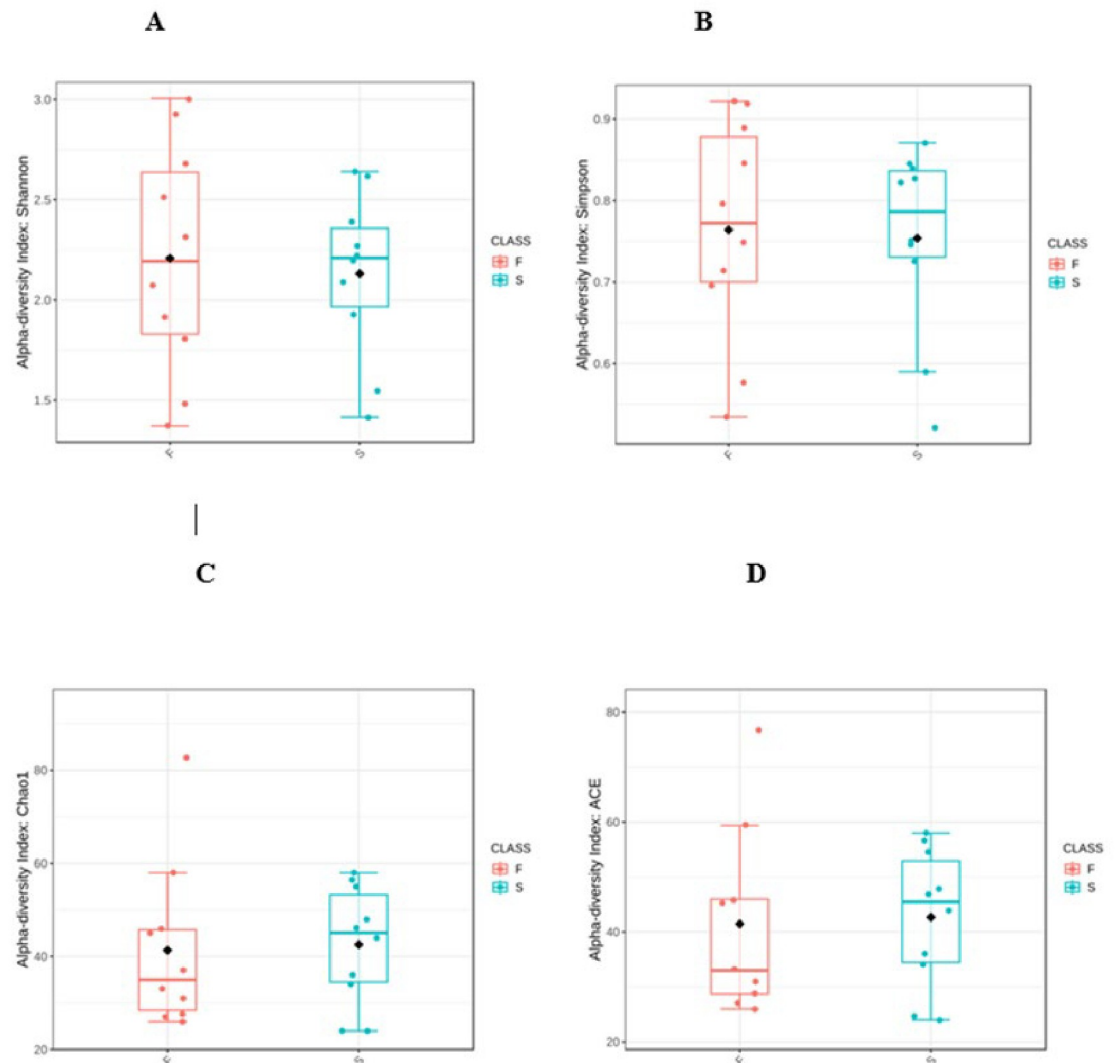 A
B
Alpha-diversity Index: Shannon
3.0
2.5
2.0
1.5
F
S
CLASS
F
S
Alpha-diversity Index: Simpson
0.9
0.8
0.7
0.6
F
S
CLASS
F
S
C
D
Alpha-diversity Index: Chao1
80
60
40
20
F
S
CLASS
F
S
Alpha-diversity Index: ACE
80
60
40
20
F
S
CLASS
F
S